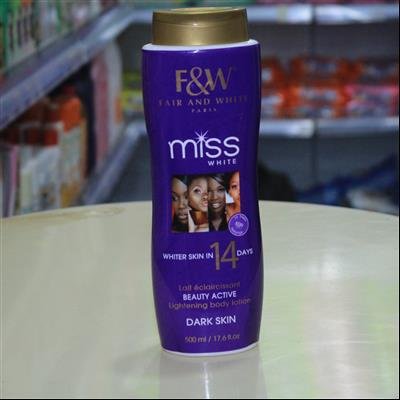 F&W
FAIR AND WHITE
PARIS
miss
WHITE
WHITER SKIN IN 14 DAYS
Lait éclaircissant
BEAUTY ACTIVE
Lightening body lotion
DARK SKIN
500 ml / 17.6 fl.oz